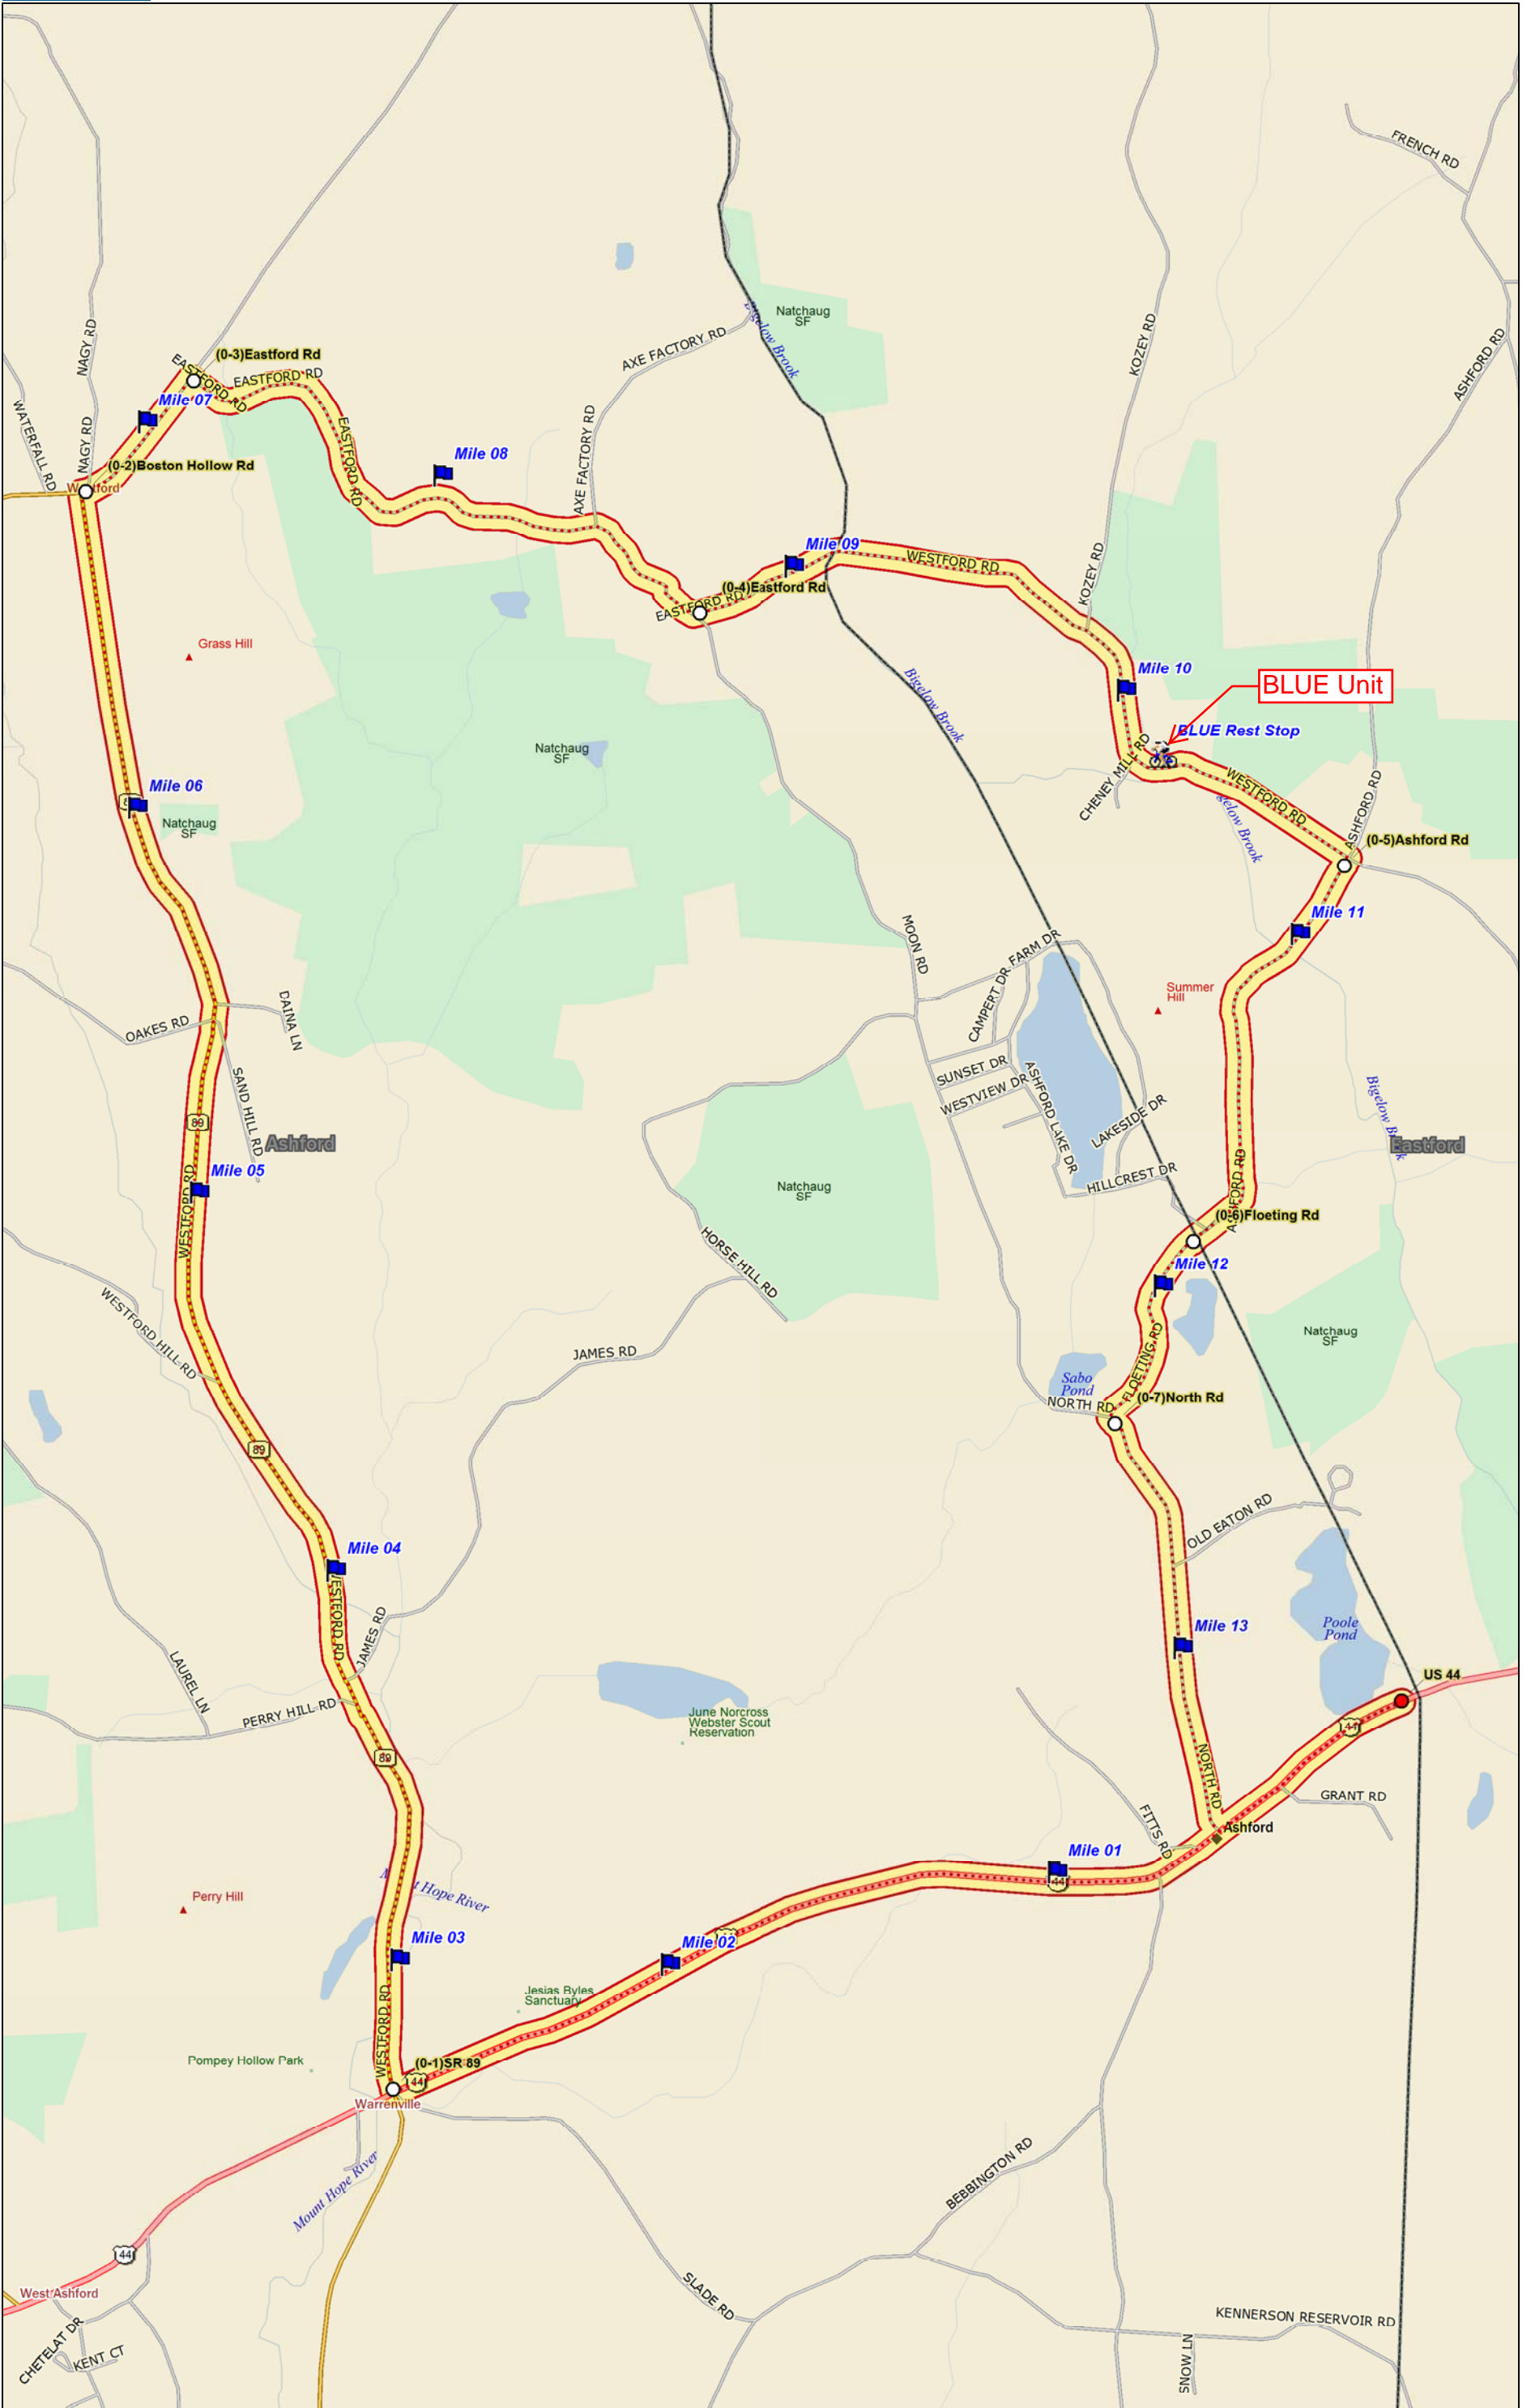 FRENCH RD
Natchaug
SF
Bigelow Brook
NAGY RD
AXE FACTORY RD
KOZEY RD
ASHFORD RD
(0-3)Eastford Rd
EASTFORD RD
EASTFORD RD
Mile 07
WATERFALL RD
NAGY RD
(0-2)Boston Hollow Rd
EASTFORD RD
Mile 08
AXE FACTORY RD
Mile 09
WESTFORD RD
(0-4)Eastford Rd
EASTFORD RD
KOZEY RD
Grass Hill
Mile 10
BLUE Unit
Bigelow Brook
BLUE Rest Stop
CHENEY MILL RD
Natchaug
SF
Mile 06
Natchaug
SF
WESTFORD RD
ASHFORD RD
(0-5)Ashford Rd
Mile 11
MOON RD
FARM DR
CAMPERT DR
Summer
Hill
OAKES RD
DAINA LN
SAND HILL RD
SUNSET DR
WESTVIEW DR
ASHFORD LAKE DR
LAKESIDE DR
89
Ashford
Eastford
Mile 05
WESTFORD RD
HILLCREST DR
Natchaug
SF
ASHFORD RD
(0-6)Floeting Rd
HORSE HILL RD
Mile 12
WESTFORD HILL RD
JAMES RD
FLOETING RD
Natchaug
SF
Sabo
Pond
NORTH RD
(0-7)North Rd
89
OLD EATON RD
Mile 04
WESTFORD RD
JAMES RD
Mile 13
Poole
Pond
LAUREL LN
PERRY HILL RD
US 44
June Norcross
Webster Scout
Reservation
44
89
NORTH RD
GRANT RD
FITTS RD
Ashford
Mile 01
44
Perry Hill
Mile 03
Mile 02
Jesias Byles
Sanctuary
WESTFORD RD
Pompey Hollow Park
(0-1)SR 89
44
Warrenville
Mount Hope River
BEBBINGTON RD
44
West Ashford
SLADE RD
KENNERSON RESERVOIR RD
CHETELAT DR
KENT CT
SNOW LN